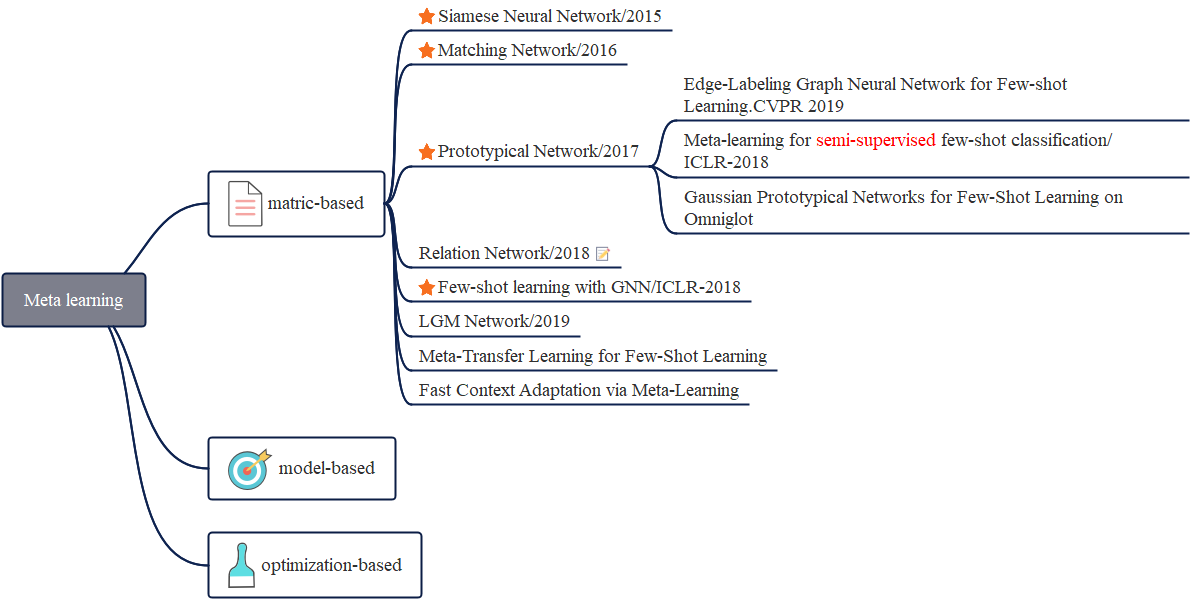 Siamese Neural Network/2015
Matching Network/2016
Edge-Labeling Graph Neural Network for Few-shot
Learning.CVPR 2019
Prototypical Network/2017
Meta-learning for semi-supervised few-shot classification/
ICLR-2018
Gaussian Prototypical Networks for Few-Shot Learning on
Omniglot
matric-based
Relation Network/2018
Few-shot learning with GNN/ICLR-2018
Meta learning
LGM Network/2019
Meta-Transfer Learning for Few-Shot Learning
Fast Context Adaptation via Meta-Learning
model-based
optimization-based